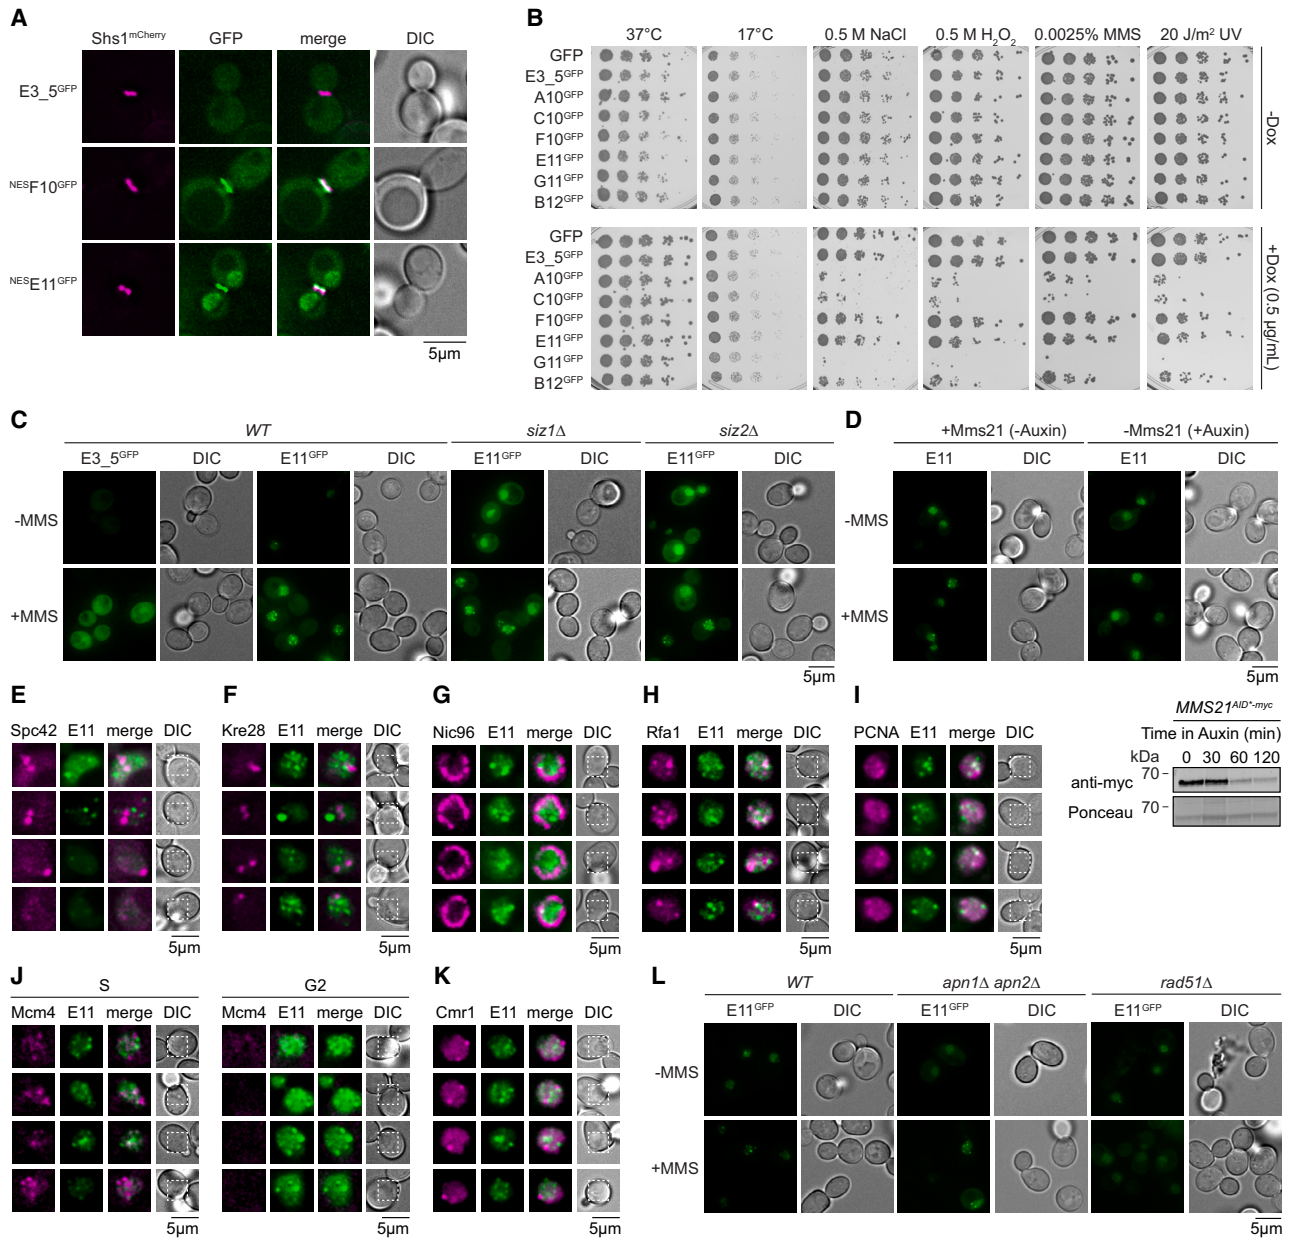 A
Shs1mCherry GFP merge DIC
E3_5GFP
NESF10GFP
NESE11GFP
5µm
B
37°C 17°C 0.5 M NaCl 0.5 M H2O2 0.0025% MMS 20 J/m2 UV
GFP
E3_5GFP
A10GFP
C10GFP
F10GFP
E11GFP
G11GFP
B12GFP
-Dox
GFP
E3_5GFP
A10GFP
C10GFP
F10GFP
E11GFP
G11GFP
B12GFP
+Dox (0.5 µg/mL)
C
WT siz1Δ siz2Δ
E3_5GFP DIC E11GFP DIC E11GFP DIC E11GFP DIC
-MMS
+MMS
5µm
D
+Mms21 (-Auxin) -Mms21 (+Auxin)
E11 DIC E11 DIC
-MMS
+MMS
5µm
MMS21AID*-myc
Time in Auxin (min)
kDa 0 30 60 120
anti-myc 70
Ponceau 70
E
Spc42 E11 merge DIC
5µm
F
Kre28 E11 merge DIC
5µm
G
Nic96 E11 merge DIC
5µm
H
Rfa1 E11 merge DIC
5µm
I
PCNA E11 merge DIC
5µm
J
S G2
Mcm4 E11 merge DIC Mcm4 E11 merge DIC
5µm 5µm
K
Cmr1 E11 merge DIC
5µm
L
WT apn1Δ apn2Δ rad51Δ
E11GFP DIC E11GFP DIC E11GFP DIC
-MMS
+MMS
5µm